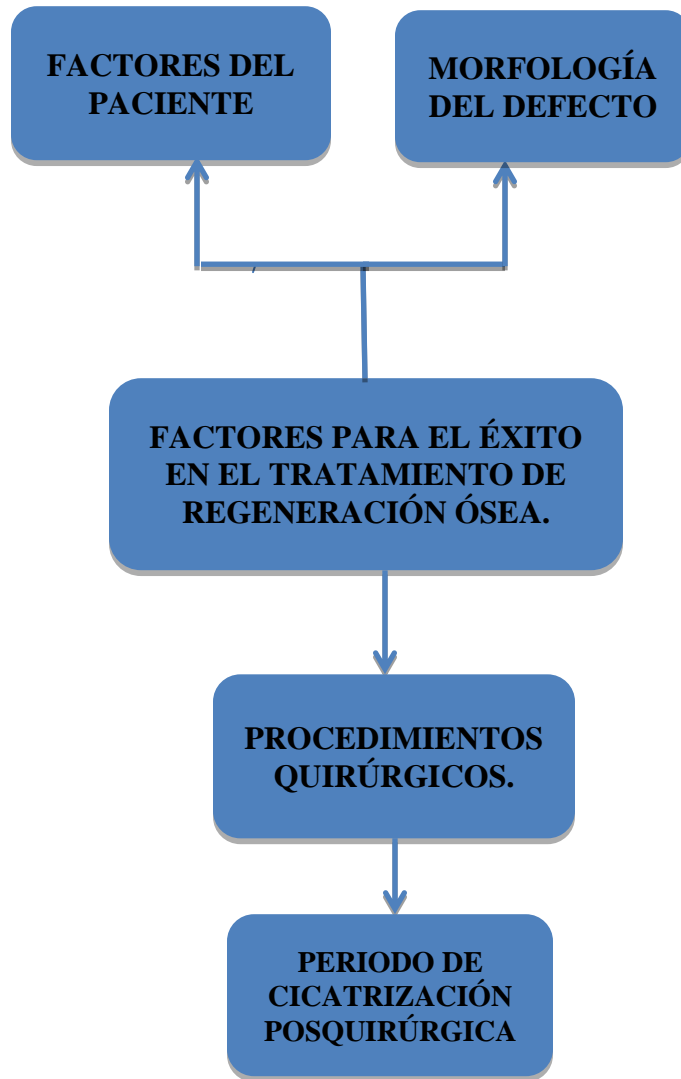 FACTORES DEL
PACIENTE
MORFOLOGÍA
DEL DEFECTO
FACTORES PARA EL ÉXITO
EN EL TRATAMIENTO DE
REGENERACIÓN ÓSEA.
PROCEDIMIENTOS
QUIRÚRGICOS.
PERIODO DE
CICATRIZACIÓN
POSQUIRÚRGICA